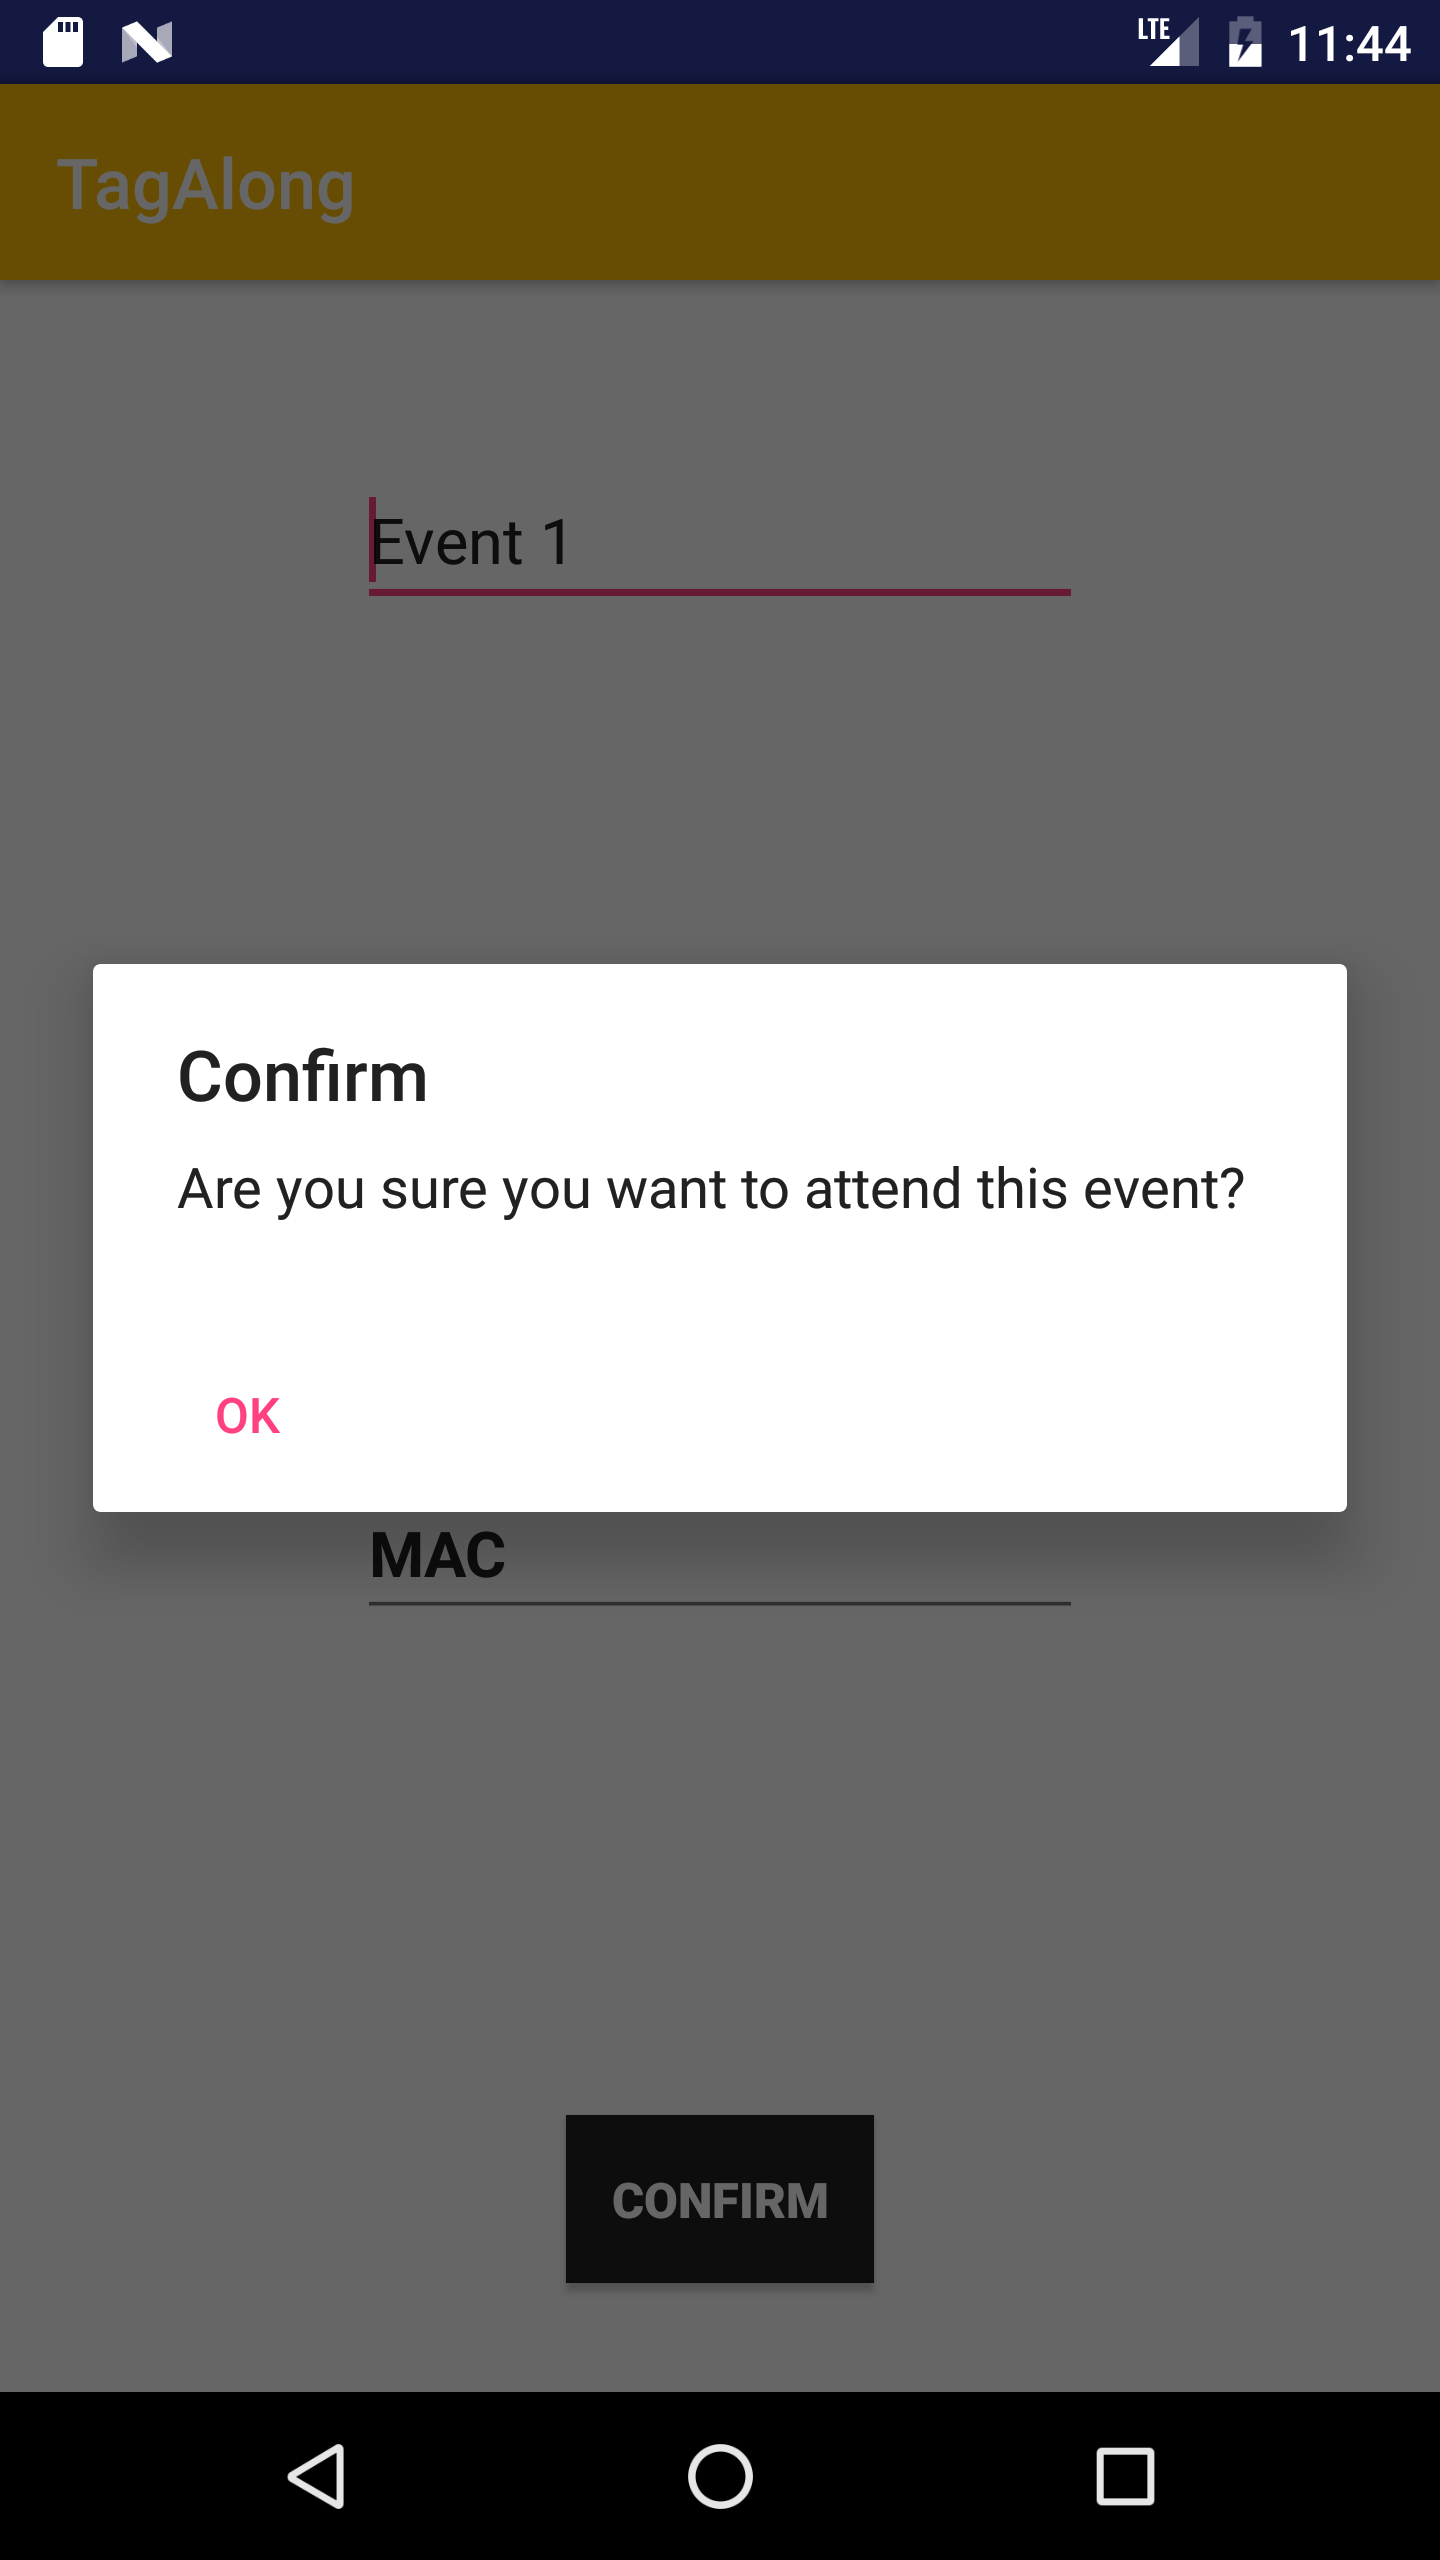 LTE 11:44
TagAlong
Event 1
Confirm
Are you sure you want to attend this event?
OK
MAC
CONFIRM